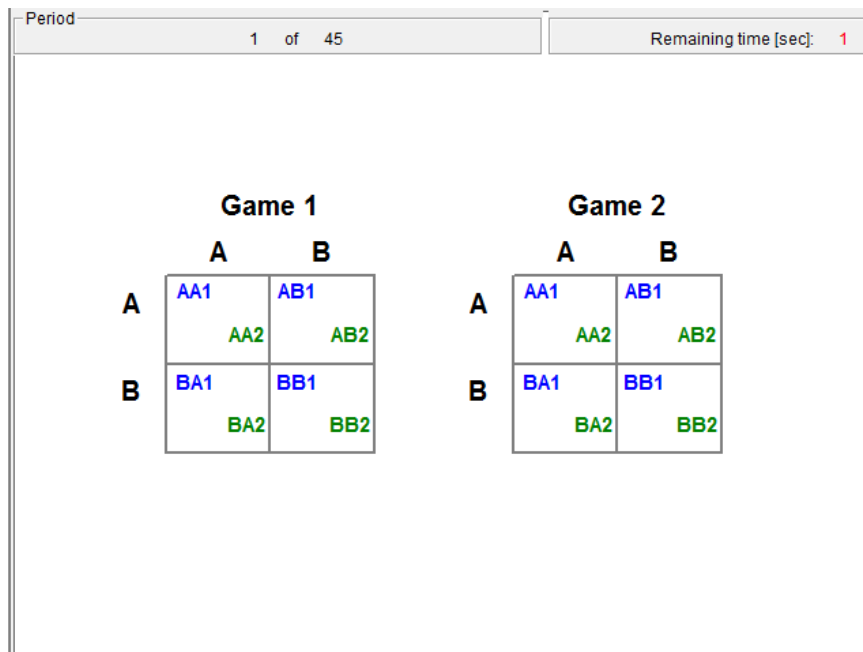 Period
1 of 45
Remaining time [sec]: 1
Game 1
A B
A
AA1 AB1
AA2 AB2
B
BA1 BB1
BA2 BB2
Game 2
A B
A
AA1 AB1
AA2 AB2
B
BA1 BB1
BA2 BB2